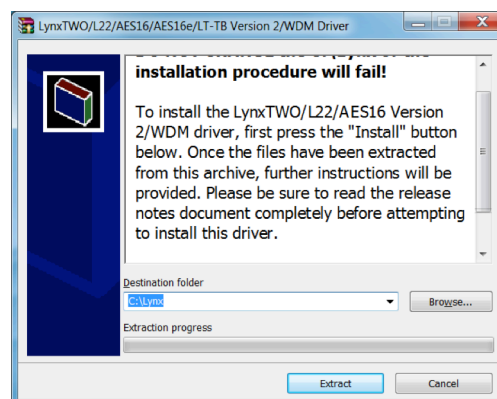 LynxTWO/L22/AES16/AES16e/LT-TB Version 2/WDM Driver
installation procedure will fail!
To install the LynxTWO/L22/AES16 Version
2/WDM driver, first press the "Install" button
below. Once the files have been extracted
from this archive, further instructions will be
provided. Please be sure to read the release
notes document completely before attempting
to install this driver.
Destination folder
C:\Lynx
Browse...
Extraction progress
Extract
Cancel